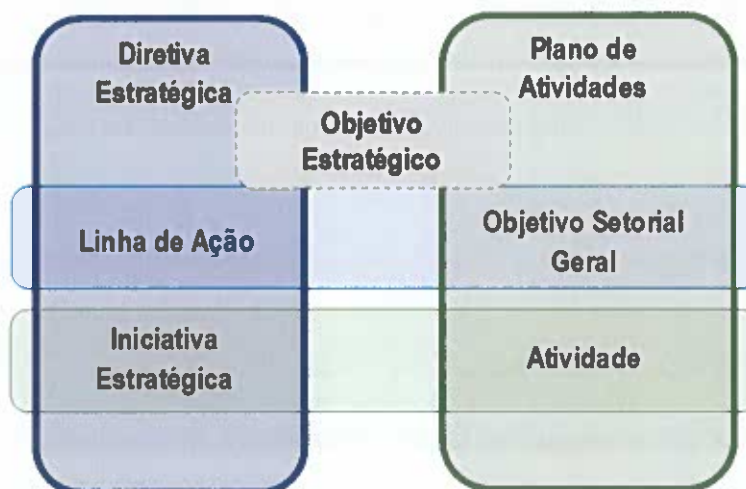 Diretiva
Estratégica
Plano de
Atividades
Objetivo
Estratégico
Linha de Ação
Objetivo Setorial
Geral
Iniciativa
Estratégica
Atividade